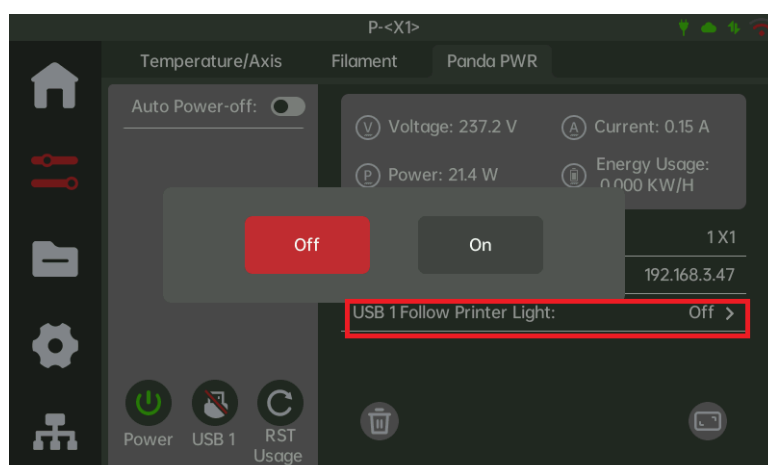 P-<X1>
Temperature/Axis Filament Panda PWR
Auto Power-off:
Voltage: 237.2 V
Current: 0.15 A
Power: 21.4 W
Energy Usage:
0.000 KW/H
Off
On
1 X1
192.168.3.47
USB 1 Follow Printer Light: Off >
Power
USB 1
RST
Usage